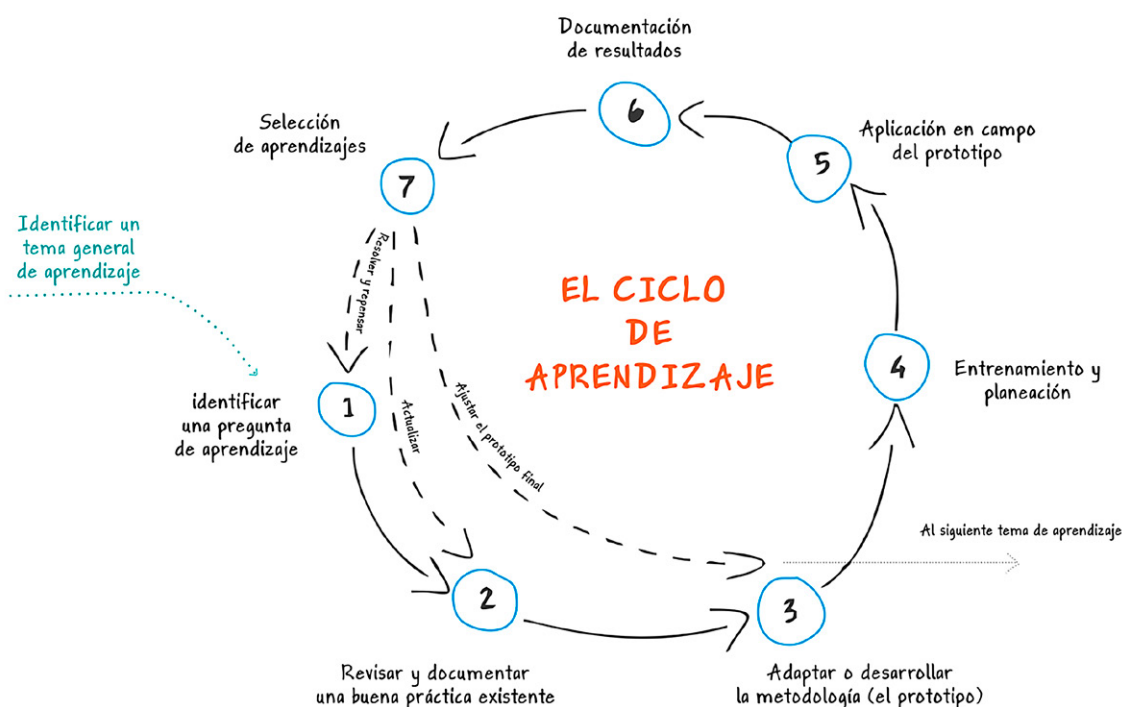 Documentación
de resultados
6
Selección
de aprendizajes
7
Aplicación en campo
del prototipo
5
Identificar un
tema general
de aprendizaje
Resolver y repensar
EL CICLO
DE
APRENDIZAJE
4
Entrenamiento y
planeación
identificar
una pregunta
de aprendizaje
1
Actualizar
Ajustar el prototipo final
Al siguiente tema de aprendizaje
2
3
Revisar y documentar
una buena práctica existente
Adaptar o desarrollar
la metodología (el prototipo)